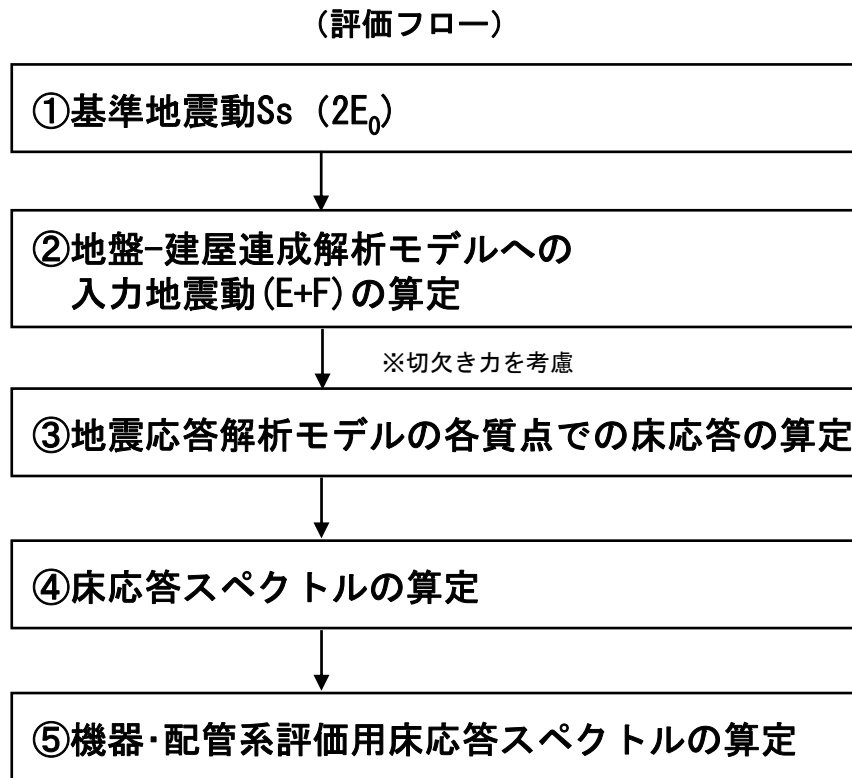 （評価フロー）
①基準地震動Ss（2E₀）
②地盤-建屋連成解析モデルへの
入力地震動(E+F)の算定
※切欠き力を考慮
③地震応答解析モデルの各質点での床応答の算定
④床応答スペクトルの算定
⑤機器・配管系評価用床応答スペクトルの算定